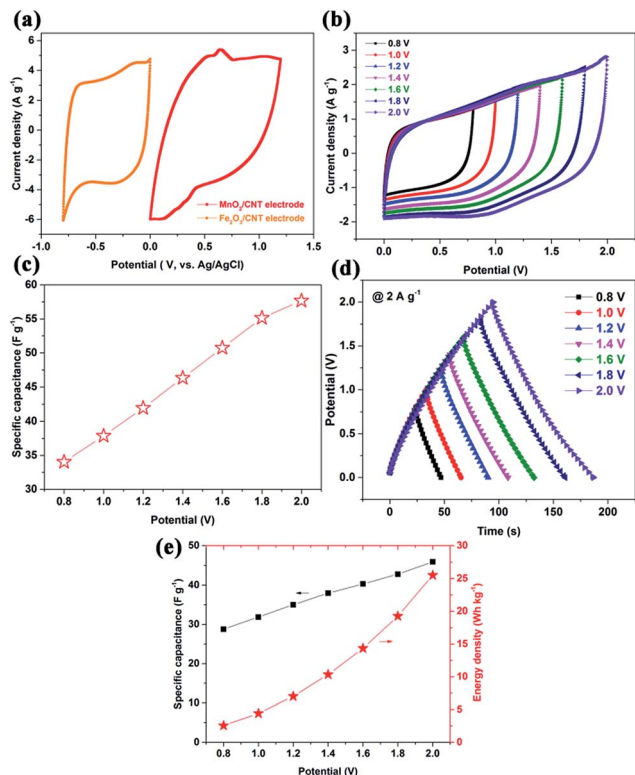 (a)
Current density (A g⁻¹)
6
4
2
0
-2
-4
-6
MnO₂/CNT electrode
Fe₂O₃/CNT electrode
-1.0
-0.5
0.0
0.5
1.0
1.5
Potential ( V, vs. Ag/AgCl)
(b)
Current density (A g⁻¹)
3
2
1
0
-1
-2
0.8 V
1.0 V
1.2 V
1.4 V
1.6 V
1.8 V
2.0 V
0.0
0.5
1.0
1.5
2.0
Potential (V)
(c)
Specific capacitance (F g⁻¹)
60
55
50
45
40
35
30
0.8
1.0
1.2
1.4
1.6
1.8
2.0
Potential (V)
(d)
@ 2 A g⁻¹
Potential (V)
2.0
1.5
1.0
0.5
0.0
0.8 V
1.0 V
1.2 V
1.4 V
1.6 V
1.8 V
2.0 V
0
50
100
150
200
Time (s)
(e)
Specific capacitance (F g⁻¹)
50
40
30
20
10
0
Energy density (Wh kg⁻¹)
30
25
20
15
10
5
0
0.8
1.0
1.2
1.4
1.6
1.8
2.0
Potential (V)